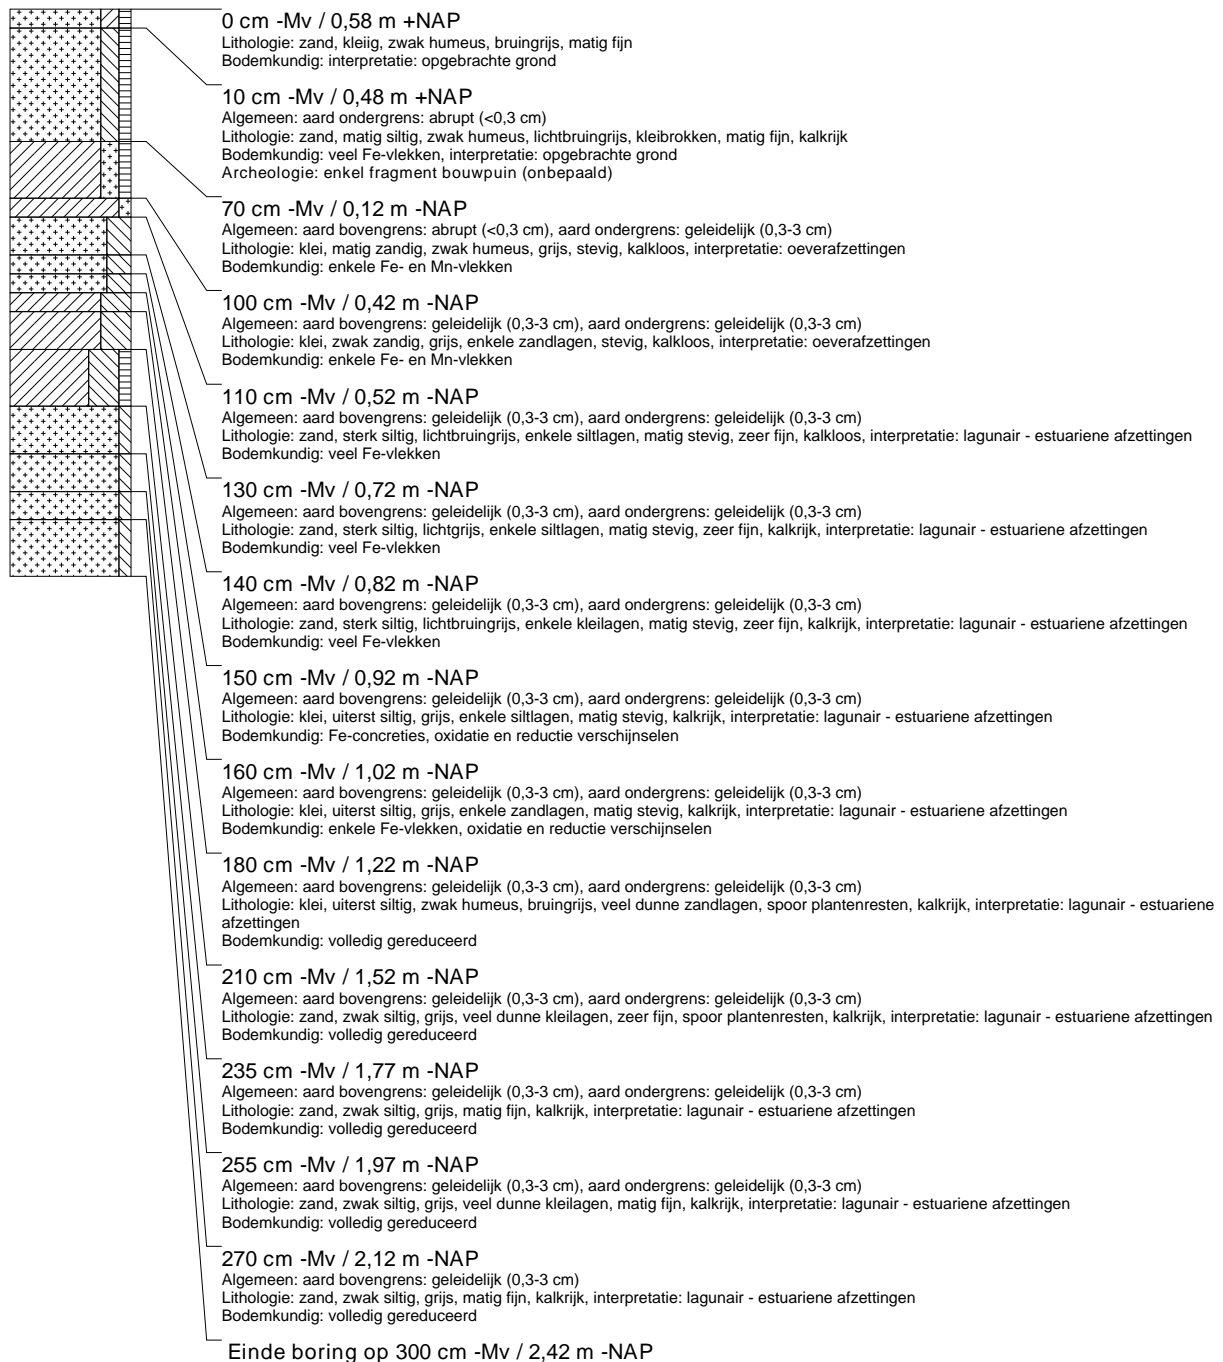 0 cm -Mv / 0,58 m +NAP
Lithologie: zand, kleiig, zwak humeus, bruingrijs, matig fijn
Bodemkundig: interpretatie: opgebrachte grond
10 cm -Mv / 0,48 m +NAP
Algemeen: aard ondergrens: abrupt (<0,3 cm)
Lithologie: zand, matig siltig, zwak humeus, lichtbruingrijs, kleibrokken, matig fijn, kalkrijk
Bodemkundig: veel Fe-vlekken, interpretatie: opgebrachte grond
Archeologie: enkel fragment bouwpuin (onbepaald)
70 cm -Mv / 0,12 m -NAP
Algemeen: aard bovengrens: abrupt (<0,3 cm), aard ondergrens: geleidelijk (0,3-3 cm)
Lithologie: klei, matig zandig, zwak humeus, grijs, stevig, kalkloos, interpretatie: oeverafzettingen
Bodemkundig: enkele Fe- en Mn-vlekken
100 cm -Mv / 0,42 m -NAP
Algemeen: aard bovengrens: geleidelijk (0,3-3 cm), aard ondergrens: geleidelijk (0,3-3 cm)
Lithologie: klei, zwak zandig, grijs, enkele zandlagen, stevig, kalkloos, interpretatie: oeverafzettingen
Bodemkundig: enkele Fe- en Mn-vlekken
110 cm -Mv / 0,52 m -NAP
Algemeen: aard bovengrens: geleidelijk (0,3-3 cm), aard ondergrens: geleidelijk (0,3-3 cm)
Lithologie: zand, sterk siltig, lichtbruingrijs, enkele siltlagen, matig stevig, zeer fijn, kalkloos, interpretatie: lagunair - estuariene afzettingen
Bodemkundig: veel Fe-vlekken
130 cm -Mv / 0,72 m -NAP
Algemeen: aard bovengrens: geleidelijk (0,3-3 cm), aard ondergrens: geleidelijk (0,3-3 cm)
Lithologie: zand, sterk siltig, lichtgrijs, enkele siltlagen, matig stevig, zeer fijn, kalkrijk, interpretatie: lagunair - estuariene afzettingen
Bodemkundig: veel Fe-vlekken
140 cm -Mv / 0,82 m -NAP
Algemeen: aard bovengrens: geleidelijk (0,3-3 cm), aard ondergrens: geleidelijk (0,3-3 cm)
Lithologie: zand, sterk siltig, lichtbruingrijs, enkele kleilagen, matig stevig, zeer fijn, kalkrijk, interpretatie: lagunair - estuariene afzettingen
Bodemkundig: veel Fe-vlekken
150 cm -Mv / 0,92 m -NAP
Algemeen: aard bovengrens: geleidelijk (0,3-3 cm), aard ondergrens: geleidelijk (0,3-3 cm)
Lithologie: klei, uiterst siltig, grijs, enkele siltlagen, matig stevig, kalkrijk, interpretatie: lagunair - estuariene afzettingen
Bodemkundig: Fe-concreties, oxidatie en reductie verschijnselen
160 cm -Mv / 1,02 m -NAP
Algemeen: aard bovengrens: geleidelijk (0,3-3 cm), aard ondergrens: geleidelijk (0,3-3 cm)
Lithologie: klei, uiterst siltig, grijs, enkele zandlagen, matig stevig, kalkrijk, interpretatie: lagunair - estuariene afzettingen
Bodemkundig: enkele Fe-vlekken, oxidatie en reductie verschijnselen
180 cm -Mv / 1,22 m -NAP
Algemeen: aard bovengrens: geleidelijk (0,3-3 cm), aard ondergrens: geleidelijk (0,3-3 cm)
Lithologie: klei, uiterst siltig, zwak humeus, bruingrijs, veel dunne zandlagen, spoor plantenresten, kalkrijk, interpretatie: lagunair - estuariene
afzettingen
Bodemkundig: volledig gereduceerd
210 cm -Mv / 1,52 m -NAP
Algemeen: aard bovengrens: geleidelijk (0,3-3 cm), aard ondergrens: geleidelijk (0,3-3 cm)
Lithologie: zand, zwak siltig, grijs, veel dunne kleilagen, zeer fijn, spoor plantenresten, kalkrijk, interpretatie: lagunair - estuariene afzettingen
Bodemkundig: volledig gereduceerd
235 cm -Mv / 1,77 m -NAP
Algemeen: aard bovengrens: geleidelijk (0,3-3 cm), aard ondergrens: geleidelijk (0,3-3 cm)
Lithologie: zand, zwak siltig, grijs, matig fijn, kalkrijk, interpretatie: lagunair - estuariene afzettingen
Bodemkundig: volledig gereduceerd
255 cm -Mv / 1,97 m -NAP
Algemeen: aard bovengrens: geleidelijk (0,3-3 cm), aard ondergrens: geleidelijk (0,3-3 cm)
Lithologie: zand, zwak siltig, grijs, veel dunne kleilagen, matig fijn, kalkrijk, interpretatie: lagunair - estuariene afzettingen
Bodemkundig: volledig gereduceerd
270 cm -Mv / 2,12 m -NAP
Algemeen: aard bovengrens: geleidelijk (0,3-3 cm)
Lithologie: zand, zwak siltig, grijs, matig fijn, kalkrijk, interpretatie: lagunair - estuariene afzettingen
Bodemkundig: volledig gereduceerd
Einde boring op 300 cm -Mv / 2,42 m -NAP